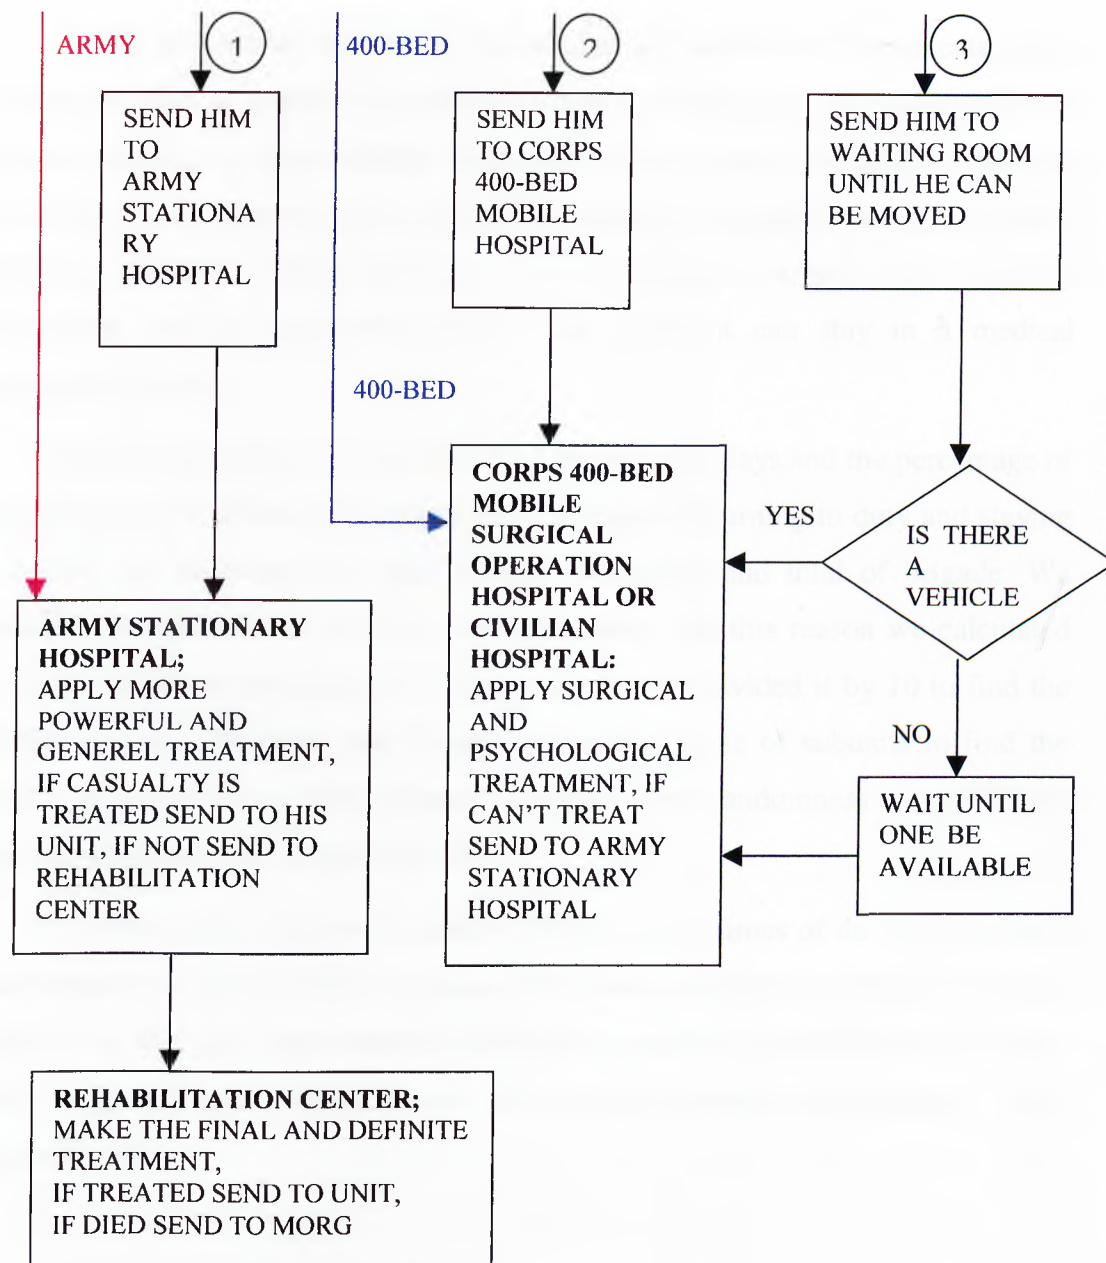 ARMY
1
400-BED
2
3
SEND HIM
TO
ARMY
STATIONA
RY
HOSPITAL
SEND HIM
TO CORPS
400-BED
MOBILE
HOSPITAL
SEND HIM TO
WAITING ROOM
UNTIL HE CAN
BE MOVED
400-BED
CORPS 400-BED
MOBILE
SURGICAL
OPERATION
HOSPITAL OR
CIVILIAN
HOSPITAL:
APPLY SURGICAL
AND
PSYCHOLOGICAL
TREATMENT, IF
CAN'T TREAT
SEND TO ARMY
STATIONARY
HOSPITAL
YES
IS THERE
A
VEHICLE
NO
WAIT UNTIL
ONE BE
AVAILABLE
ARMY STATIONARY
HOSPITAL;
APPLY MORE
POWERFUL AND
GENEREL TREATMENT,
IF CASUALTY IS
TREATED SEND TO HIS
UNIT, IF NOT SEND TO
REHABILITATION
CENTER
REHABILITATION CENTER;
MAKE THE FINAL AND DEFINITE
TREATMENT,
IF TREATED SEND TO UNIT,
IF DIED SEND TO MORG